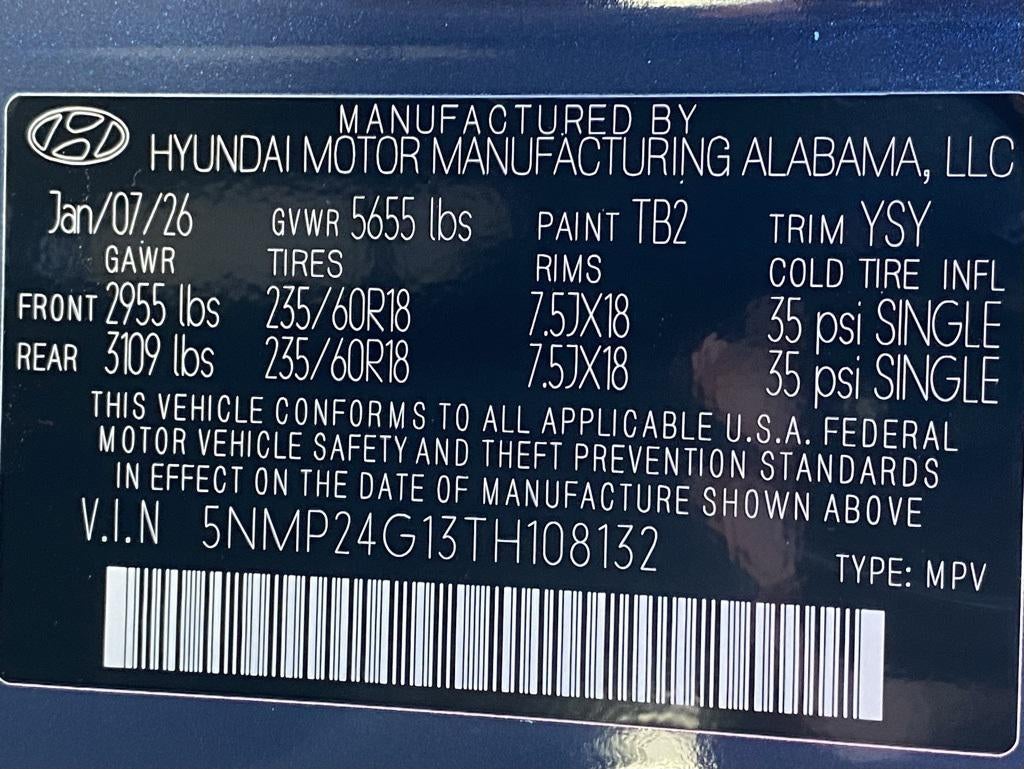 MANUFACTURED BY
HYUNDAI MOTOR MANUFACTURING ALABAMA, LLC
Jan/07/26 GVWR 5655 lbs PAINT TB2 TRIM YSY
GAWR TIRES RIMS COLD TIRE INFL
FRONT 2955 lbs 235/60R18 7.5JX18 35 psi SINGLE
REAR 3109 lbs 235/60R18 7.5JX18 35 psi SINGLE
THIS VEHICLE CONFORMS TO ALL APPLICABLE U.S.A. FEDERAL
MOTOR VEHICLE SAFETY AND THEFT PREVENTION STANDARDS
IN EFFECT ON THE DATE OF MANUFACTURE SHOWN ABOVE
V.I.N 5NMP24G13TH108132
TYPE: MPV